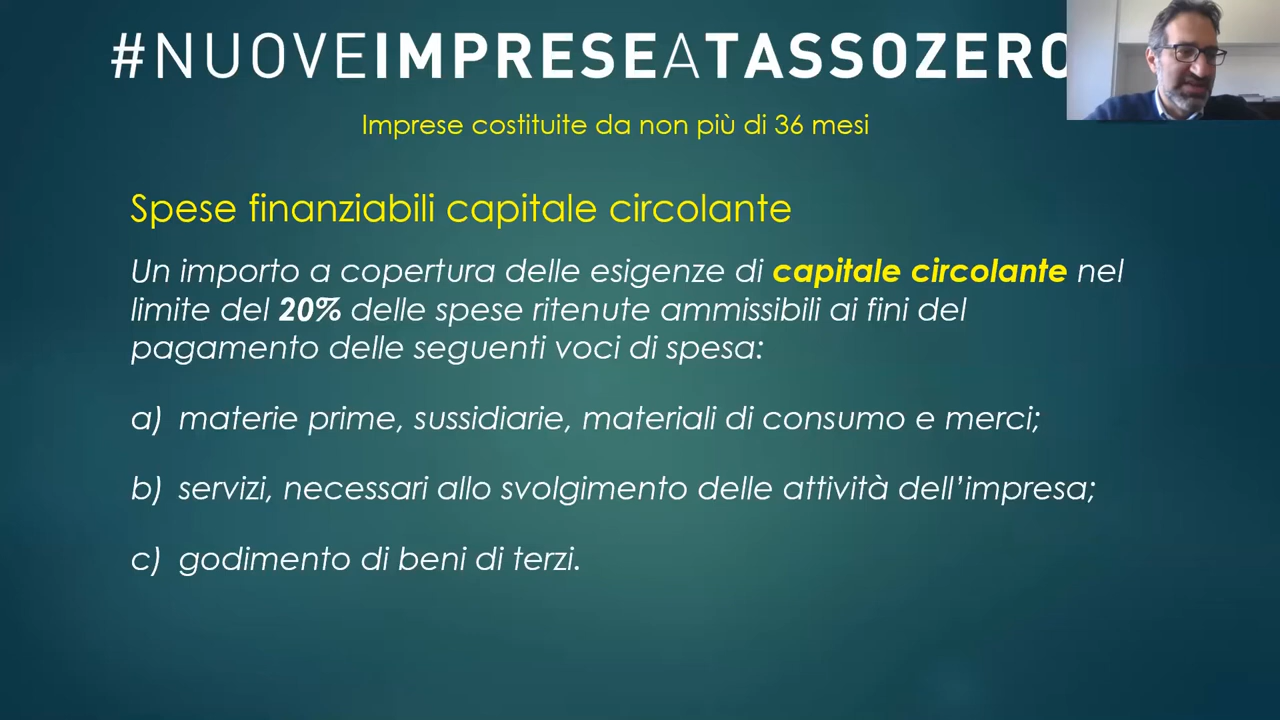 #NUOVEIMPRESEATASSOZERO
Imprese costituite da non più di 36 mesi
Spese finanziabili capitale circolante
Un importo a copertura delle esigenze di capitale circolante nel
limite del 20% delle spese ritenute ammissibili ai fini del
pagamento delle seguenti voci di spesa:
a) materie prime, sussidiarie, materiali di consumo e merci;
b) servizi, necessari allo svolgimento delle attività dell’impresa;
c) godimento di beni di terzi.